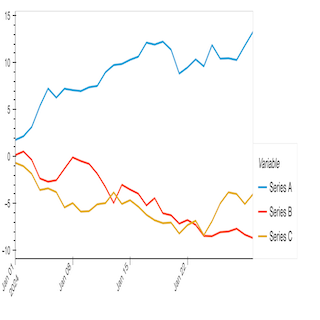 15
10
5
0
−5
−10
Jan 01
2024
Jan 08
Jan 15
Jan 22
Variable
Series A
Series B
Series C